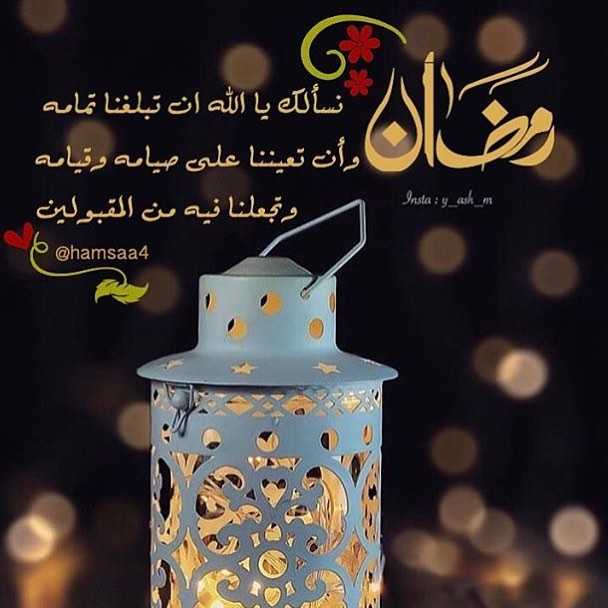 رمضان
نسألك يا الله ان تبلغنا تمامه
وأن تعيننا على صيامه وقيامه
وتجعلنا فيه من المقبولين
Insta : y_ash_m
@hamsaa4